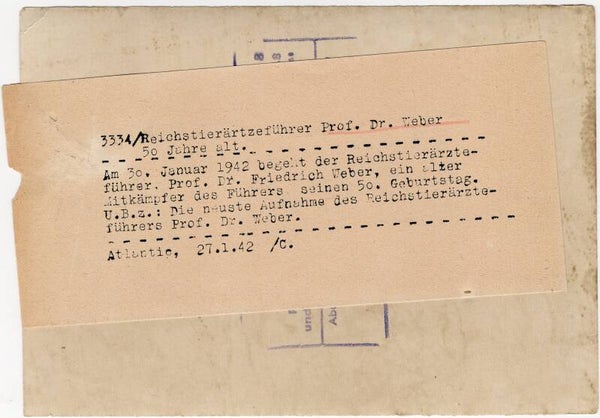 3334/Reichstierärtzeführer Prof. Dr. Weber
50 Jahre alt.
Am 30. Januar 1942 begeht der Reichstierärzte-
führer, Prof. Dr. Friedrich Weber, ein alter
Mitkämpfer des Führers seinen 50. Geburtstag.
U.B.z.: Die neuste Aufnahme des Reichstierärzte-
führers Prof. Dr. Weber.
Atlantic, 27.1.42 /C.
und